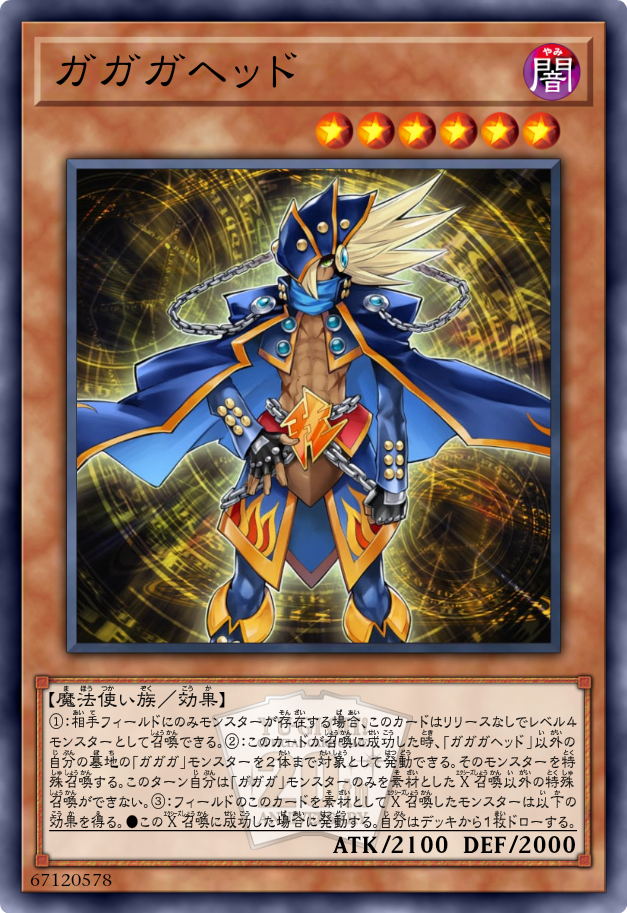 ガガガヘッド
闇
やみ
【魔法使い族／効果】
①：相手フィールドにのみモンスターが存在する場合、このカードはリリースなしでレベル４
モンスターとして召喚できる。②：このカードが召喚に成功した時、「ガガガヘッド」以外の
自分の墓地の「ガガガ」モンスターを２体まで対象として発動できる。そのモンスターを特
殊召喚する。このターン自分は「ガガガ」モンスターのみを素材としたX召喚以外の特殊
召喚ができない。③：フィールドのこのカードを素材としてX召喚したモンスターは以下の
効果を得る。●このX召喚に成功した場合に発動する。自分はデッキから１枚ドローする。
ATK/2100 DEF/2000
67120578